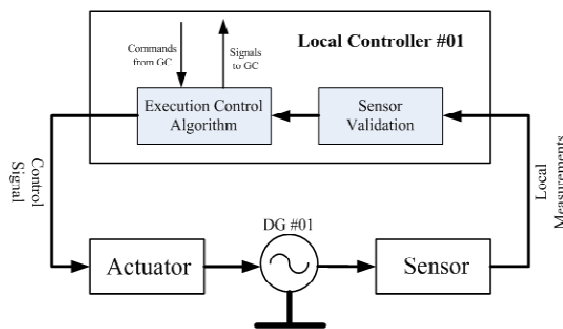 Commands
from GC
Signals
to GC
Local Controller #01
Execution Control
Algorithm
Sensor
Validation
Control
Signal
Local
Measurements
DG #01
Actuator
Sensor